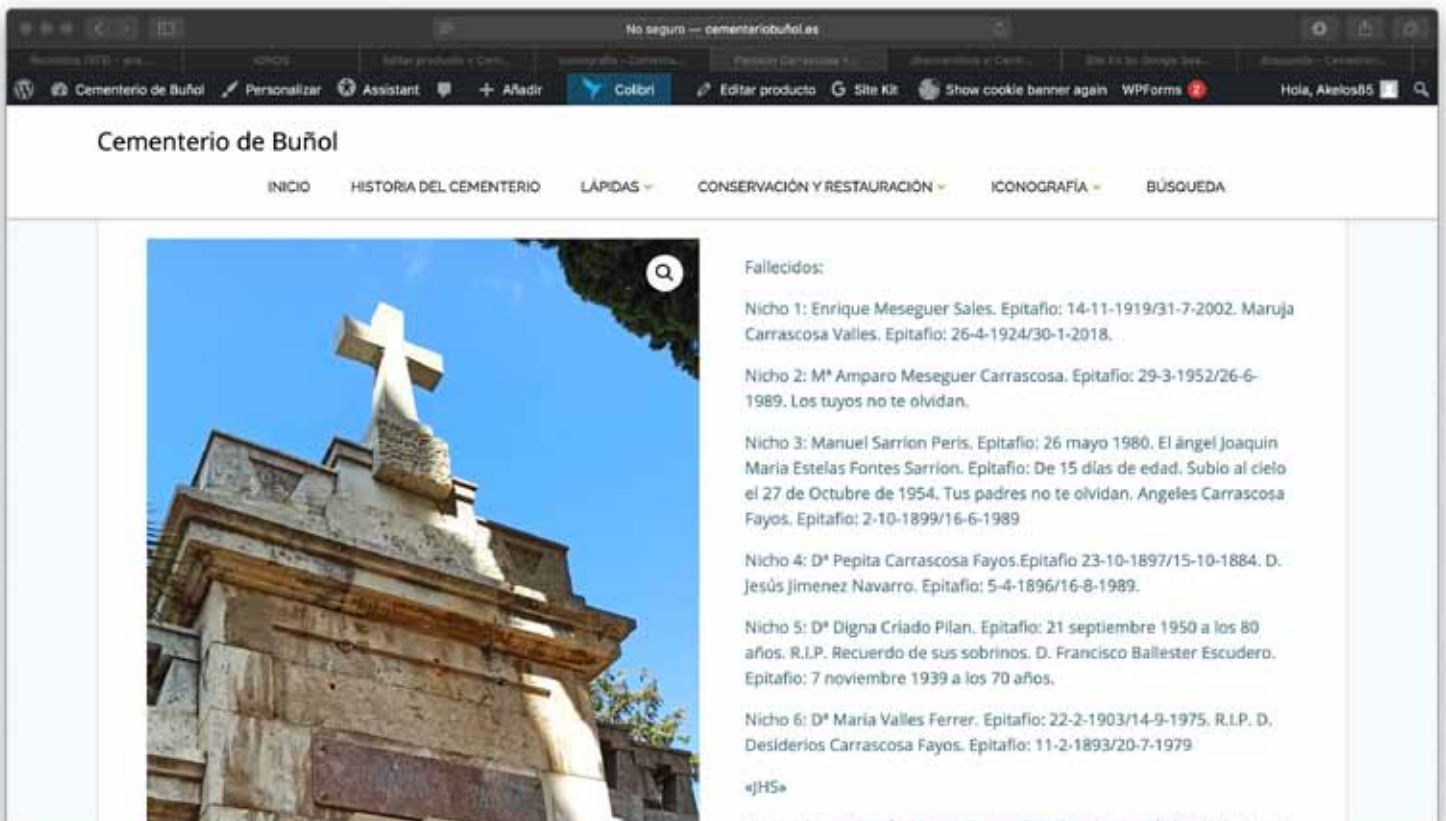 No seguro — cementeriobuñol.es
Cementerio de Buñol Personalizar Assistant + Añadir Colibri Editar producto G Site Kit Show cookie banner again WPForms 2 Hola, Akelos85
Cementerio de Buñol
INICIO HISTORIA DEL CEMENTERIO LÁPIDAS CONSERVACIÓN Y RESTAURACIÓN ICONOGRAFÍA BÚSQUEDA
Fallecidos:
Nicho 1: Enrique Meseguer Sales. Epitafio: 14-11-1919/31-7-2002. Maruja
Carrascosa Valles. Epitafio: 26-4-1924/30-1-2018.
Nicho 2: Mª Amparo Meseguer Carrascosa. Epitafio: 29-3-1952/26-6-
1989. Los tuyos no te olvidan.
Nicho 3: Manuel Sarrion Peris. Epitafio: 26 mayo 1980. El ángel Joaquin
Maria Estelas Fontes Sarrion. Epitafio: De 15 días de edad. Subio al cielo
el 27 de Octubre de 1954. Tus padres no te olvidan. Angeles Carrascosa
Fayos. Epitafio: 2-10-1899/16-6-1989
Nicho 4: Dª Pepita Carrascosa Fayos.Epitafio 23-10-1897/15-10-1884. D.
Jesús Jimenez Navarro. Epitafio: 5-4-1896/16-8-1989.
Nicho 5: Dª Digna Criado Pilan. Epitafio: 21 septiembre 1950 a los 80
años. R.I.P. Recuerdo de sus sobrinos. D. Francisco Ballester Escudero.
Epitafio: 7 noviembre 1939 a los 70 años.
Nicho 6: Dª Maria Valles Ferrer. Epitafio: 22-2-1903/14-9-1975. R.I.P. D.
Desiderios Carrascosa Fayos. Epitafio: 11-2-1893/20-7-1979
«JHS»